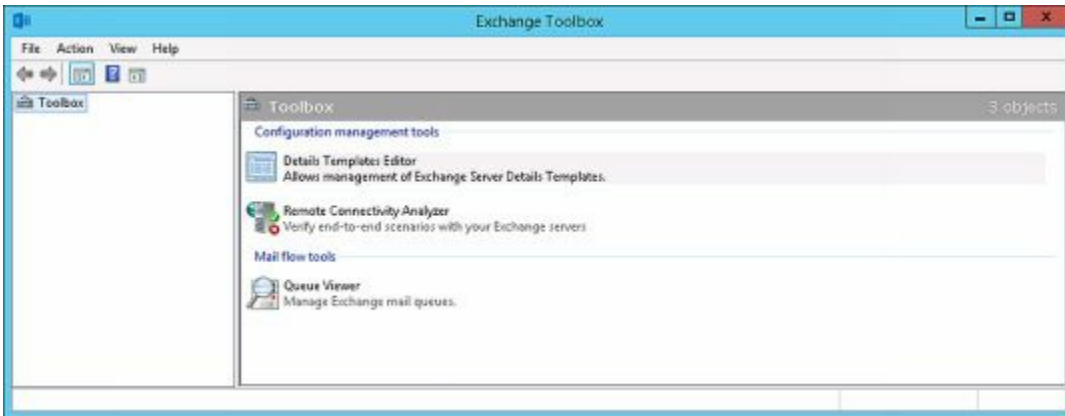 Exchange Toolbox
File Action View Help
Toolbox
Toolbox 3 objects
Configuration management tools
Details Templates Editor
Allows management of Exchange Server Details Templates.
Remote Connectivity Analyzer
Verify end-to-end scenarios with your Exchange servers
Mail flow tools
Queue Viewer
Manage Exchange mail queues.